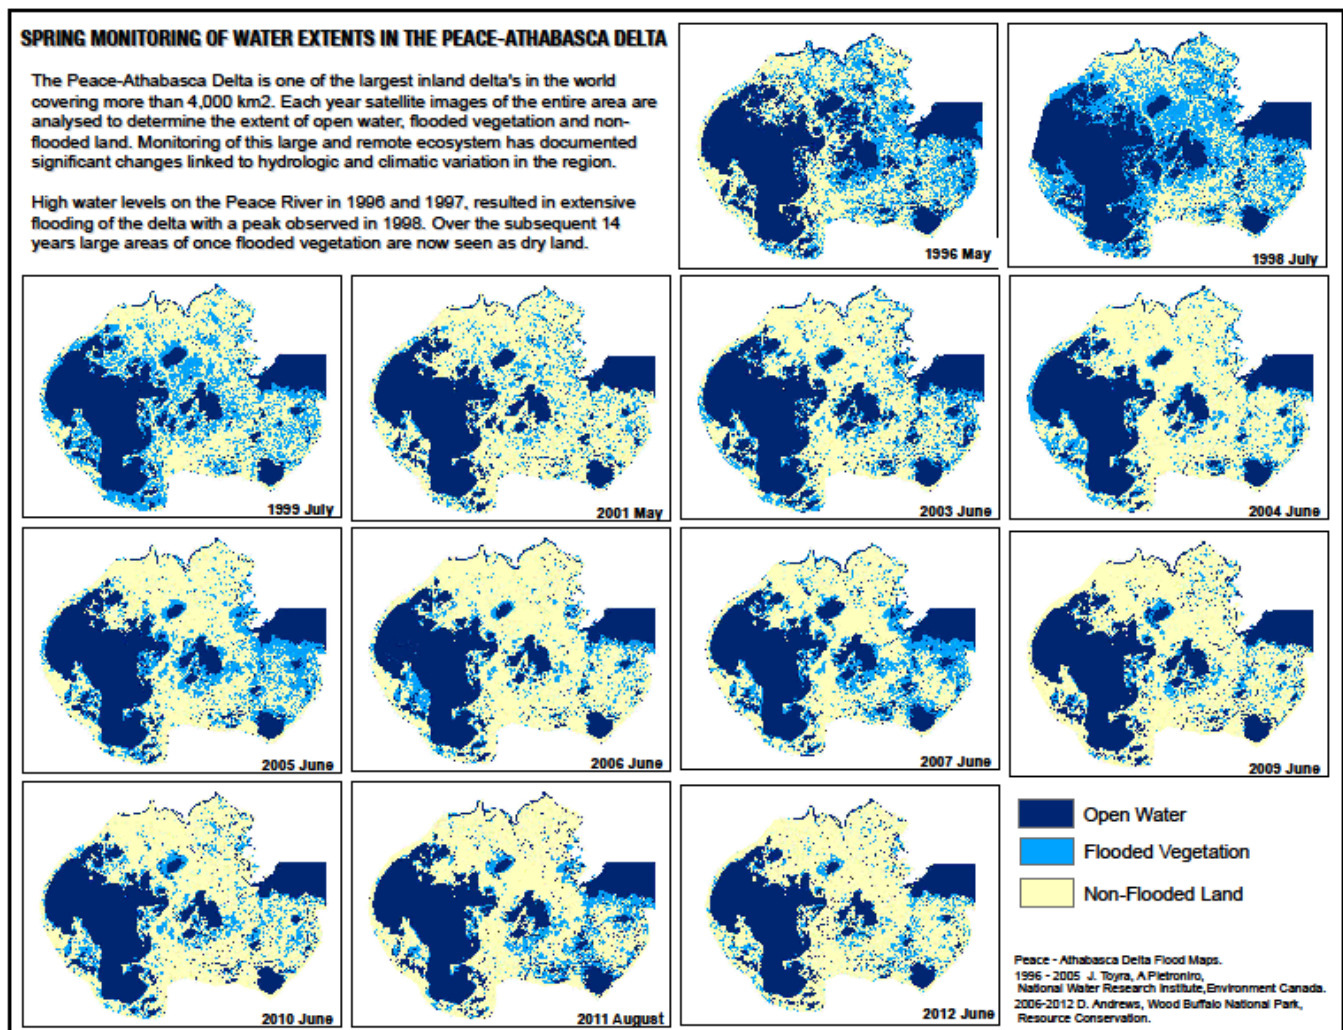 SPRING MONITORING OF WATER EXTENTS IN THE PEACE-ATHABASCA DELTA
The Peace-Athabasca Delta is one of the largest inland delta's in the world
covering more than 4,000 km2. Each year satellite images of the entire area are
analysed to determine the extent of open water, flooded vegetation and non-
flooded land. Monitoring of this large and remote ecosystem has documented
significant changes linked to hydrologic and climatic variation in the region.
High water levels on the Peace River in 1996 and 1997, resulted in extensive
flooding of the delta with a peak observed in 1998. Over the subsequent 14
years large areas of once flooded vegetation are now seen as dry land.
1996 May
1998 July
1999 July
2001 May
2003 June
2004 June
2005 June
2006 June
2007 June
2009 June
2010 June
2011 August
2012 June
Open Water
Flooded Vegetation
Non-Flooded Land
Peace - Athabasca Delta Flood Maps.
1996 - 2005 J. Toyra, A Pietroniro,
National Water Research Institute, Environment Canada.
2006-2012 D. Andrews, Wood Buffalo National Park,
Resource Conservation.